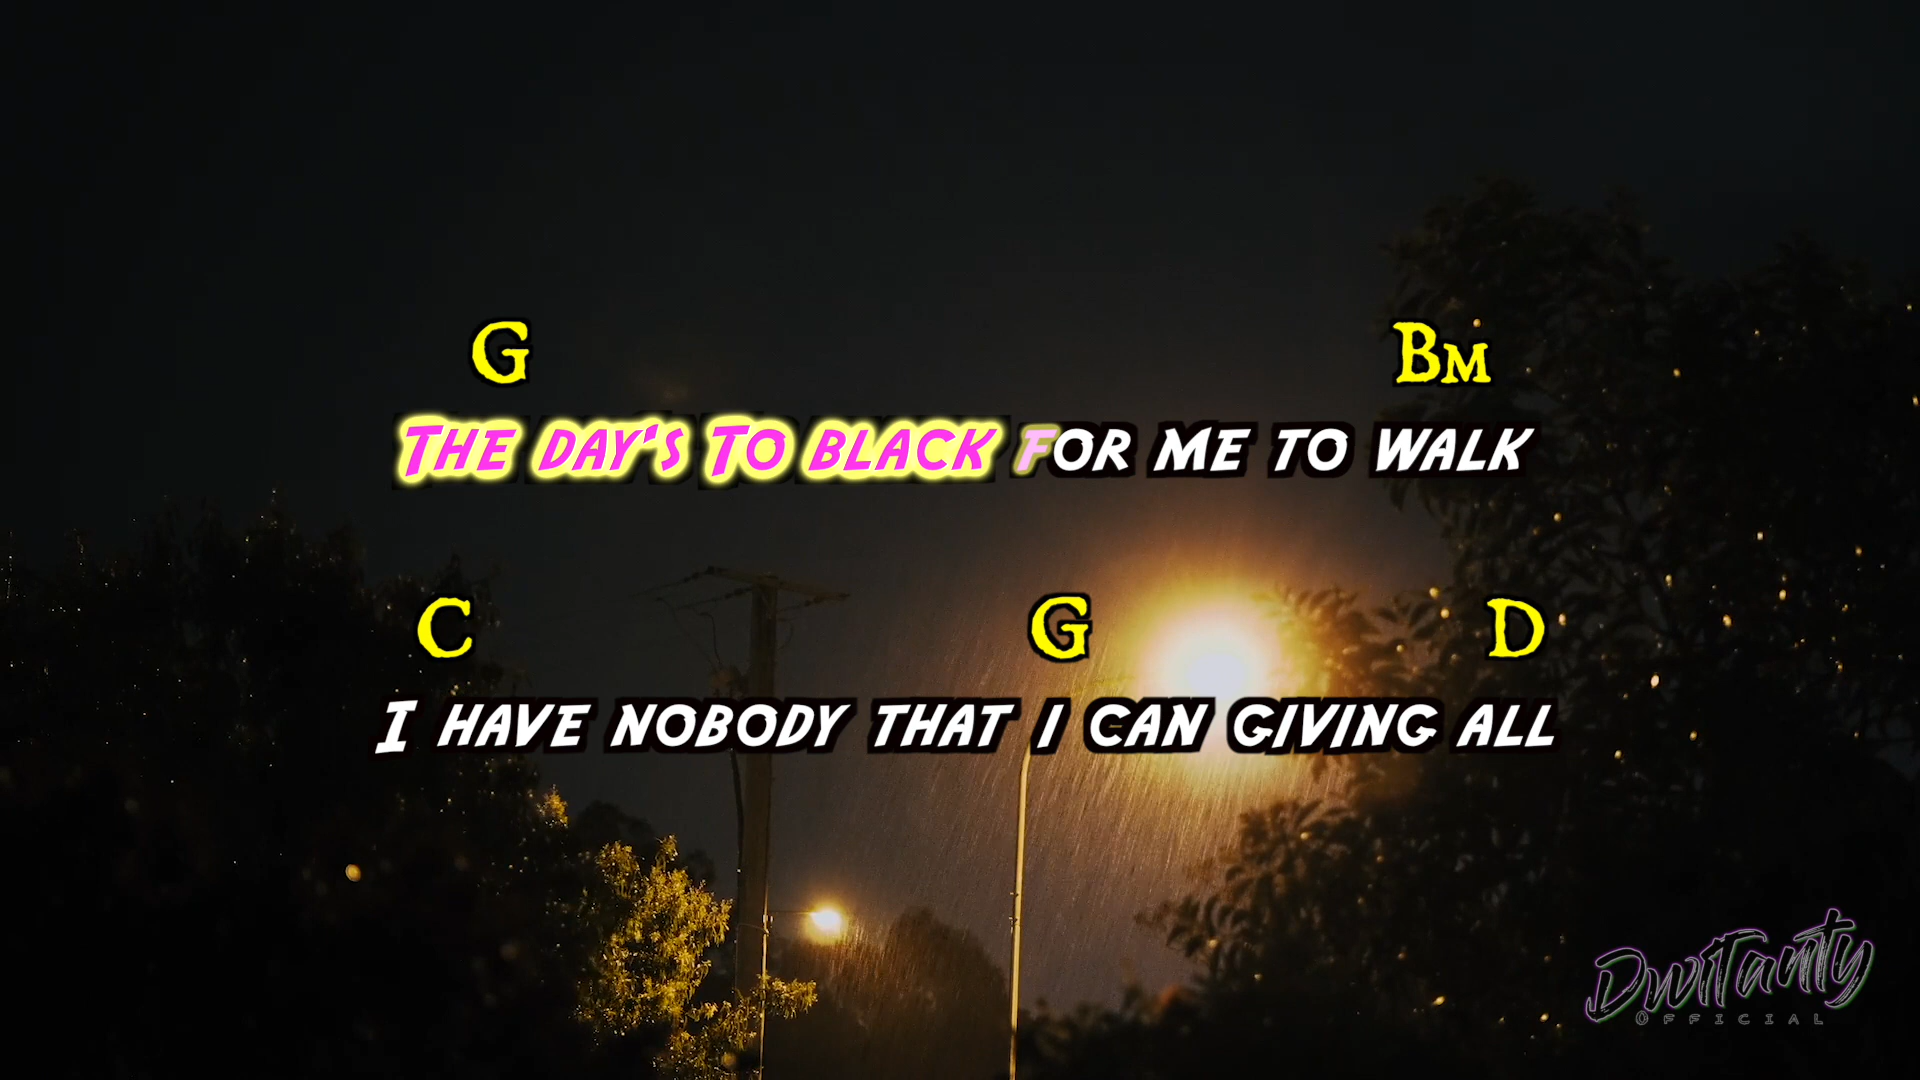 G Bm
The day's To black for me to walk
C G D
I have nobody that i can giving all
DwiTanty
Official